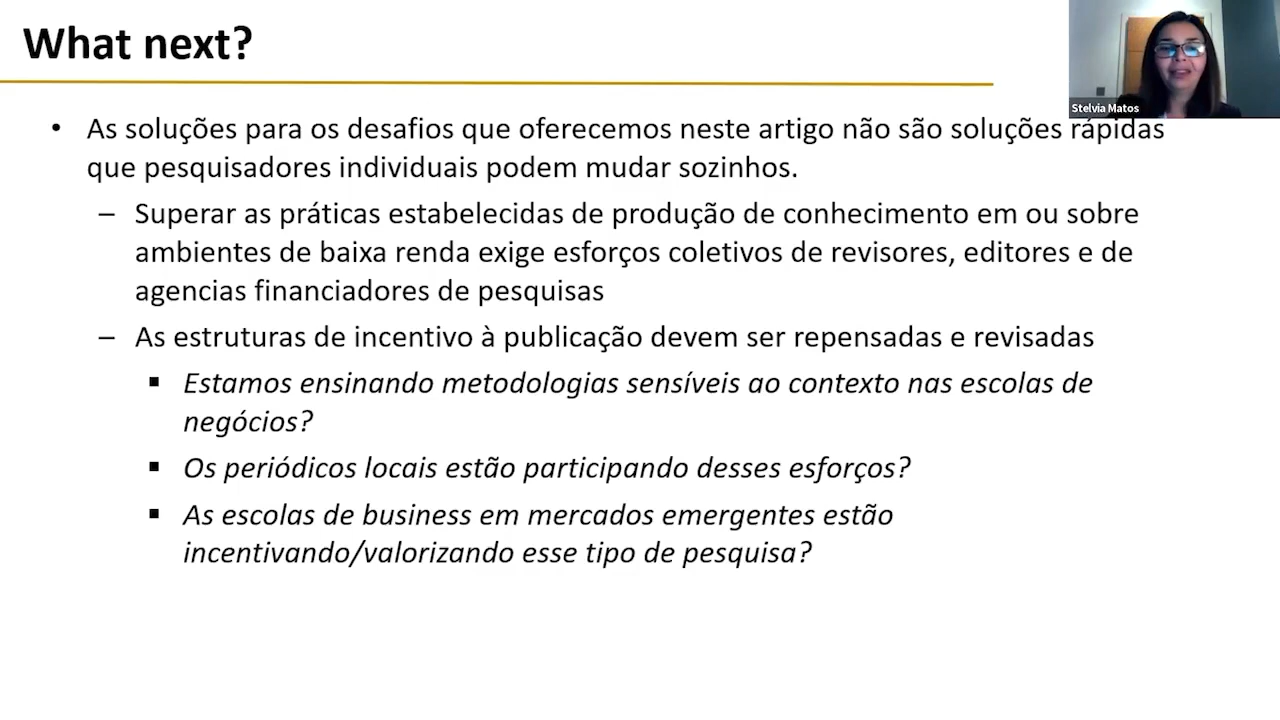 What next?
Stelvia Matos
• As soluções para os desafios que oferecemos neste artigo não são soluções rápidas
que pesquisadores individuais podem mudar sozinhos.
– Superar as práticas estabelecidas de produção de conhecimento em ou sobre
ambientes de baixa renda exige esforços coletivos de revisores, editores e de
agencias financiadores de pesquisas
– As estruturas de incentivo à publicação devem ser repensadas e revisadas
▪ Estamos ensinando metodologias sensíveis ao contexto nas escolas de
negócios?
▪ Os periódicos locais estão participando desses esforços?
▪ As escolas de business em mercados emergentes estão
incentivando/valorizando esse tipo de pesquisa?